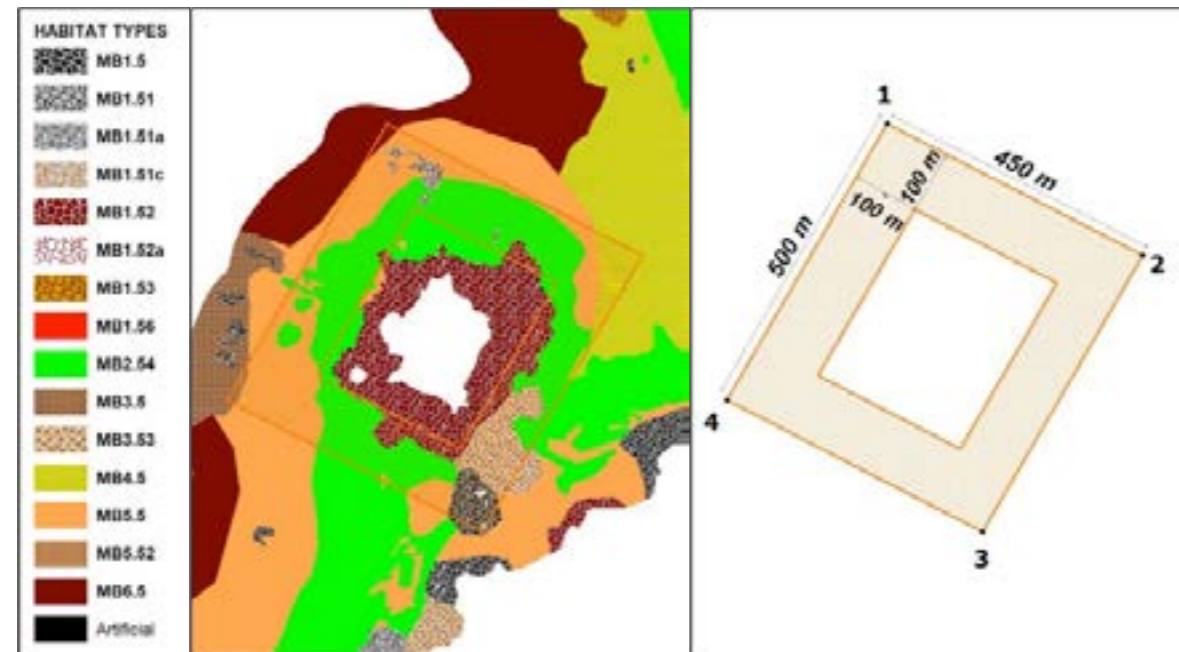 HABITAT TYPES
MB1.5
MB1.51
MB1.51a
MB1.51c
MB1.52
MB1.52a
MB1.53
MB1.56
MB2.54
MB3.5
MB3.53
MB4.5
MB5.5
MB5.52
MB6.5
Artificial
1
450 m
100 m
100 m
500 m
2
4
3